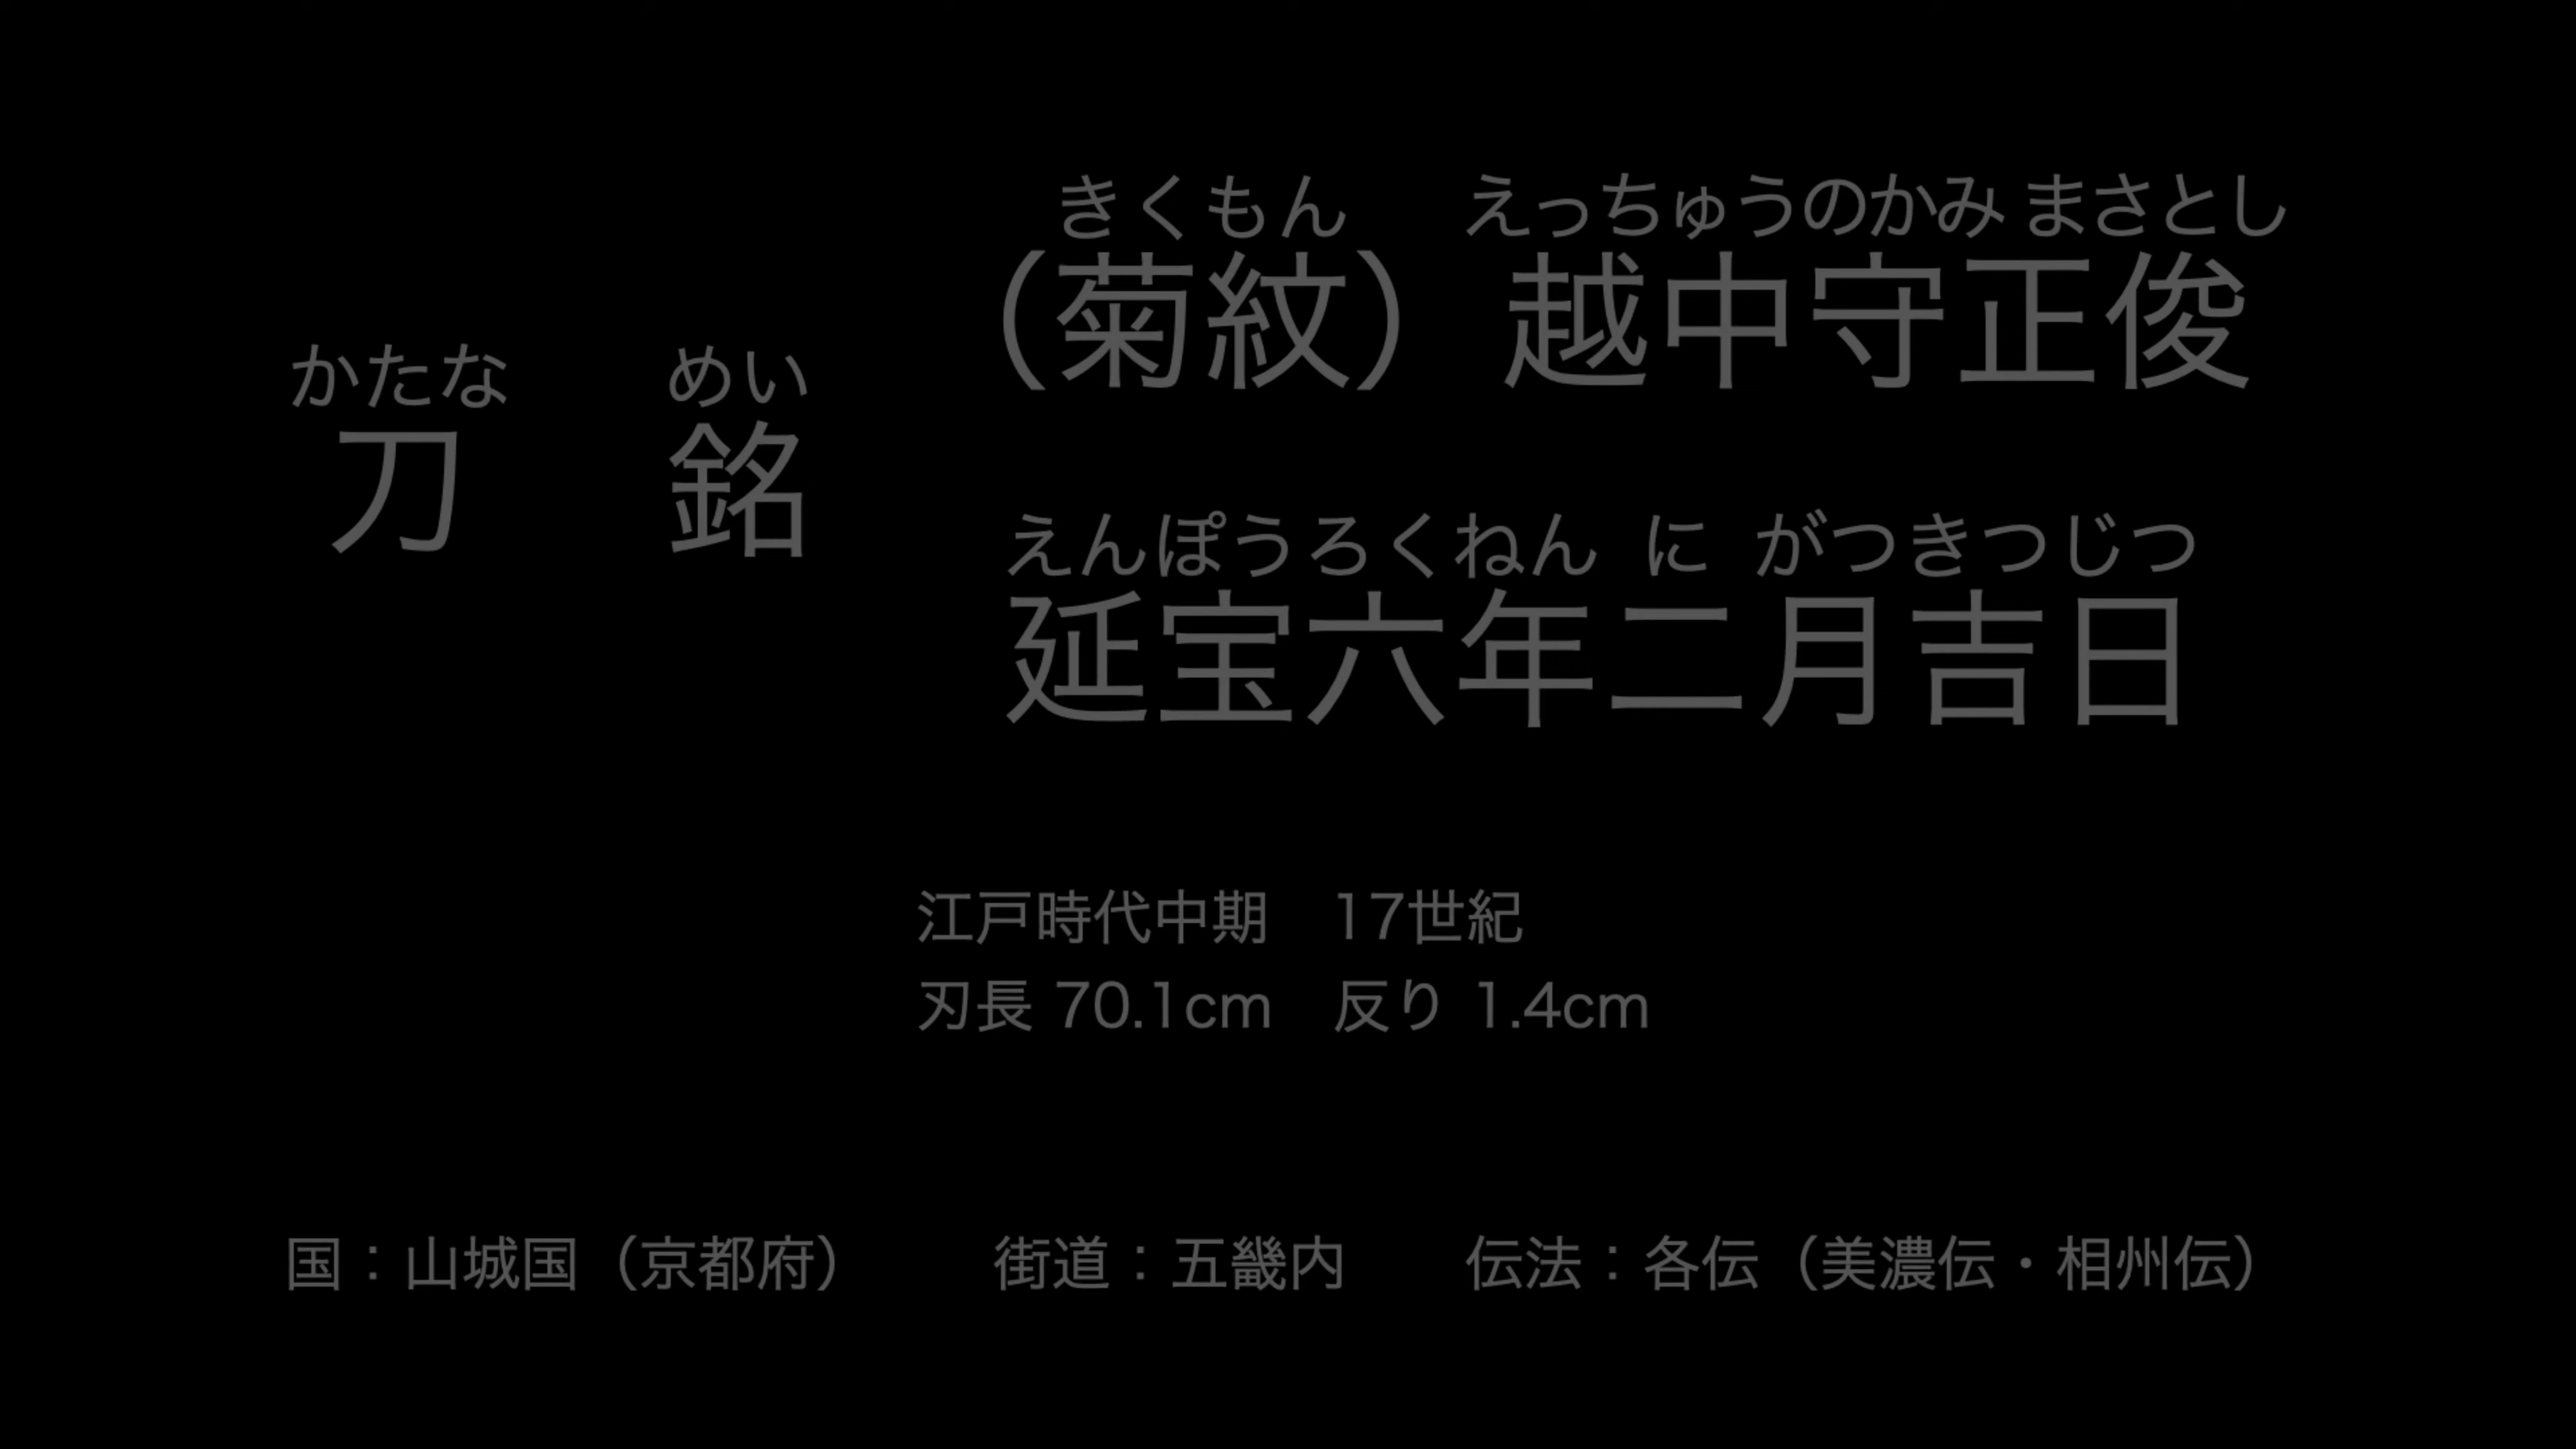 かたな めい
刀 銘
きくもん えっちゅうのかみ まさとし
（菊紋）越中守正俊
えんぽうろくねん に がつきつじつ
延宝六年二月吉日
江戸時代中期 17世紀
刃長 70.1cm 反り 1.4cm
国：山城国（京都府） 街道：五畿内 伝法：各伝（美濃伝・相州伝）